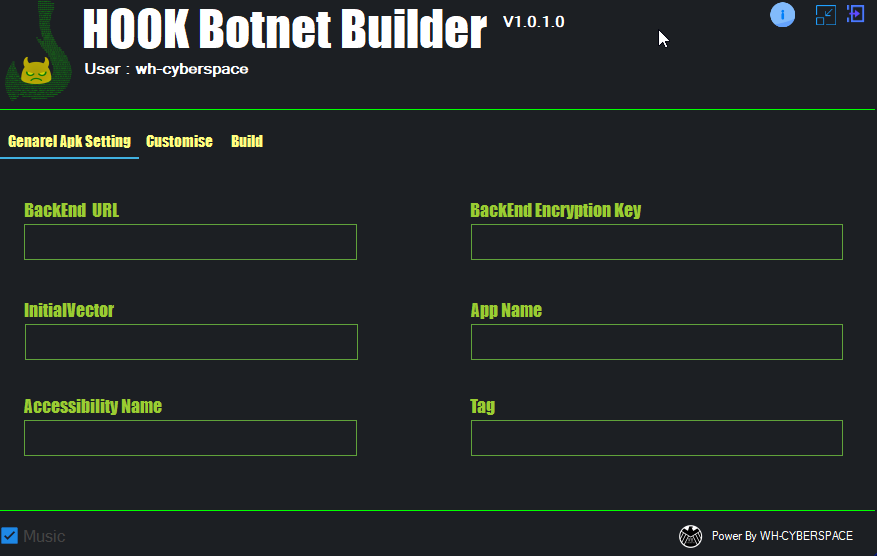 HOOK Botnet Builder V1.0.1.0
User : wh-cyberspace
Genarel Apk Setting Customise Build
BackEnd URL BackEnd Encryption Key
InitialVector App Name
Accessibility Name Tag
Music Power By WH-CYBERSPACE